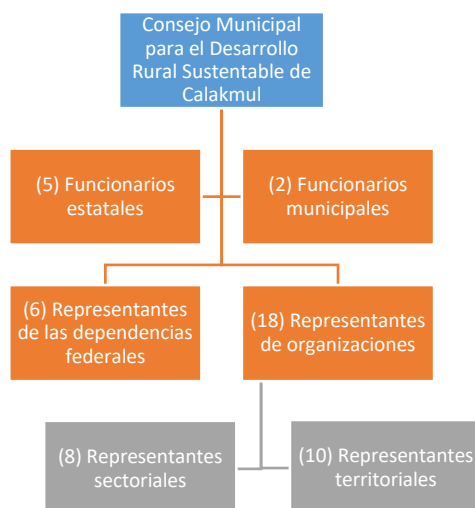 Consejo Municipal
para el Desarrollo
Rural Sustentable de
Calakmul
(5) Funcionarios
estatales
(2) Funcionarios
municipales
(6) Representantes
de las dependencias
federales
(18) Representantes
de organizaciones
(8) Representantes
sectoriales
(10) Representantes
territoriales